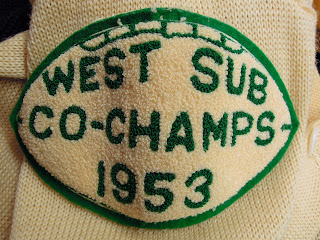 WEST SUB
CO-CHAMPS-
1953